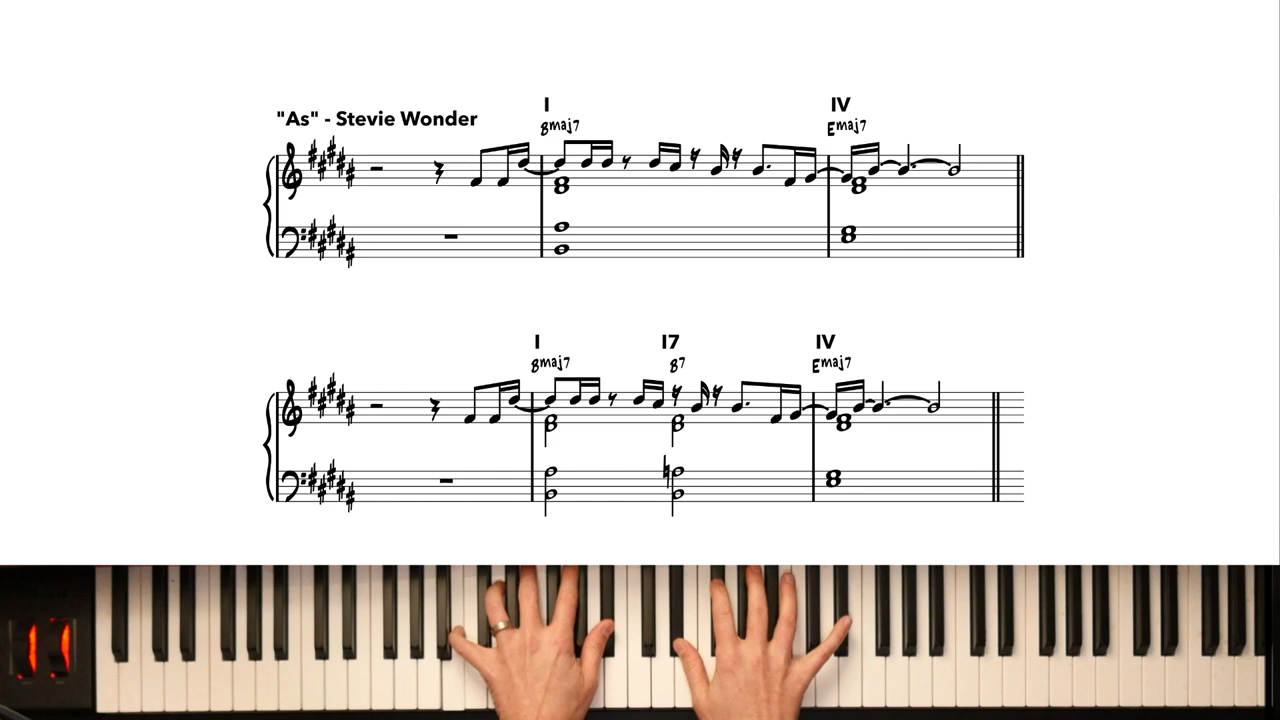 "As" - Stevie Wonder
I IV
Bmaj7 Emaj7
I I7 IV
Bmaj7 B7 Emaj7